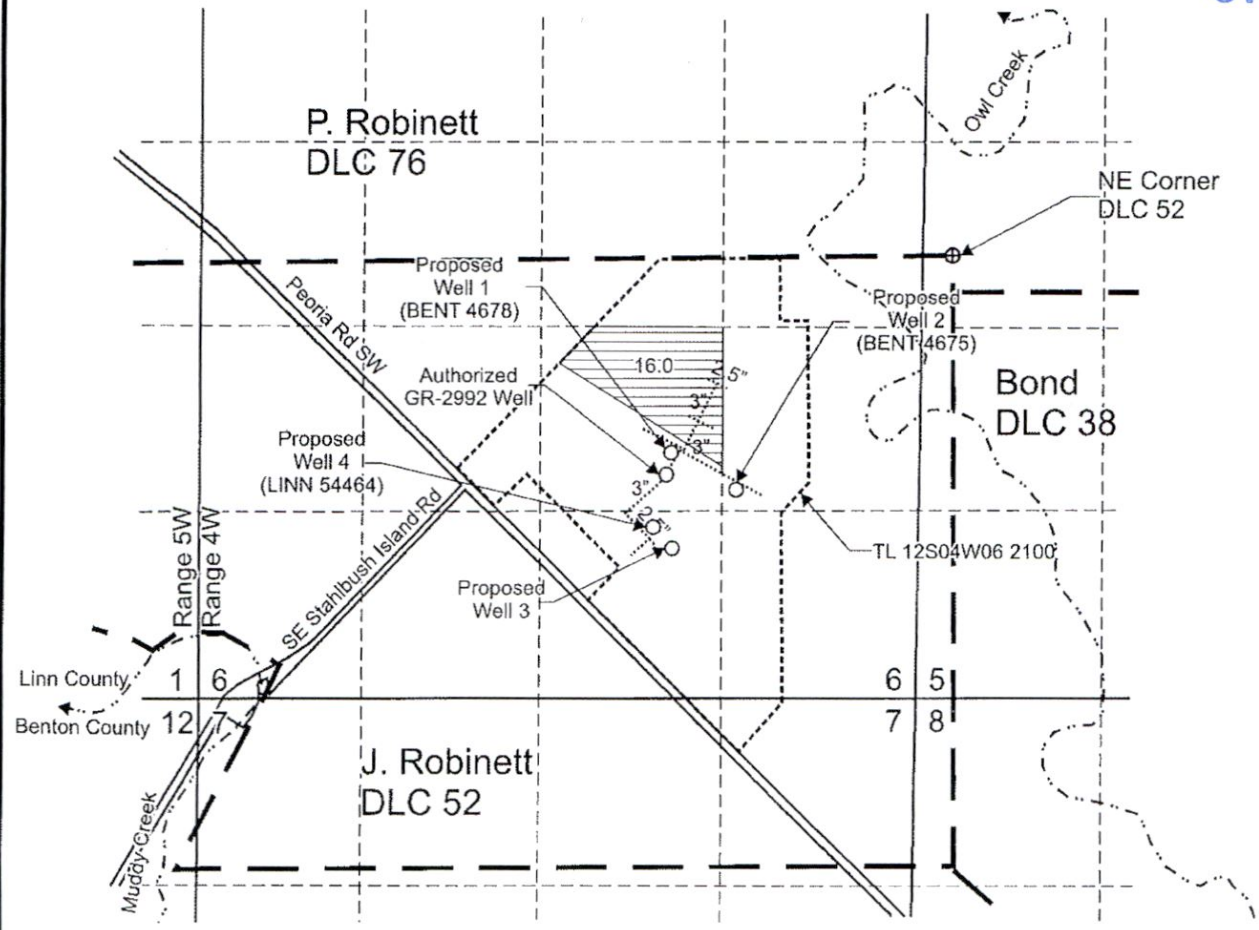 Owl Creek
P. Robinett
DLC 76
NE Corner
DLC 52
Proposed
Well 1
(BENT 4678)
Proposed
Well 2
(BENT 4675)
Peoria Rd SW
16.0
Authorized
GR-2992 Well
3"
3"
Bond
DLC 38
Proposed
Well 4
(LINN 54464)
3"
TL 12S04W06 2100
Proposed
Well 3
SE Stahlbush Island Rd
Range 5W
Range 4W
Linn County
1 6
6 5
Benton County
12 7
7 8
J. Robinett
DLC 52
Muddy Creek